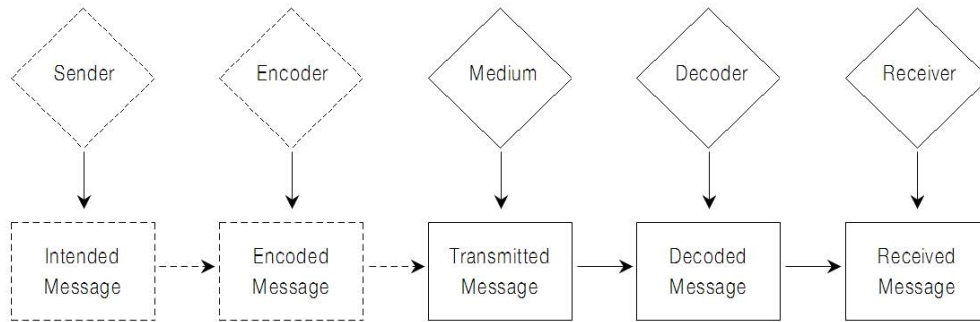 Sender
Encoder
Medium
Decoder
Receiver
Intended
Message
Encoded
Message
Transmitted
Message
Decoded
Message
Received
Message